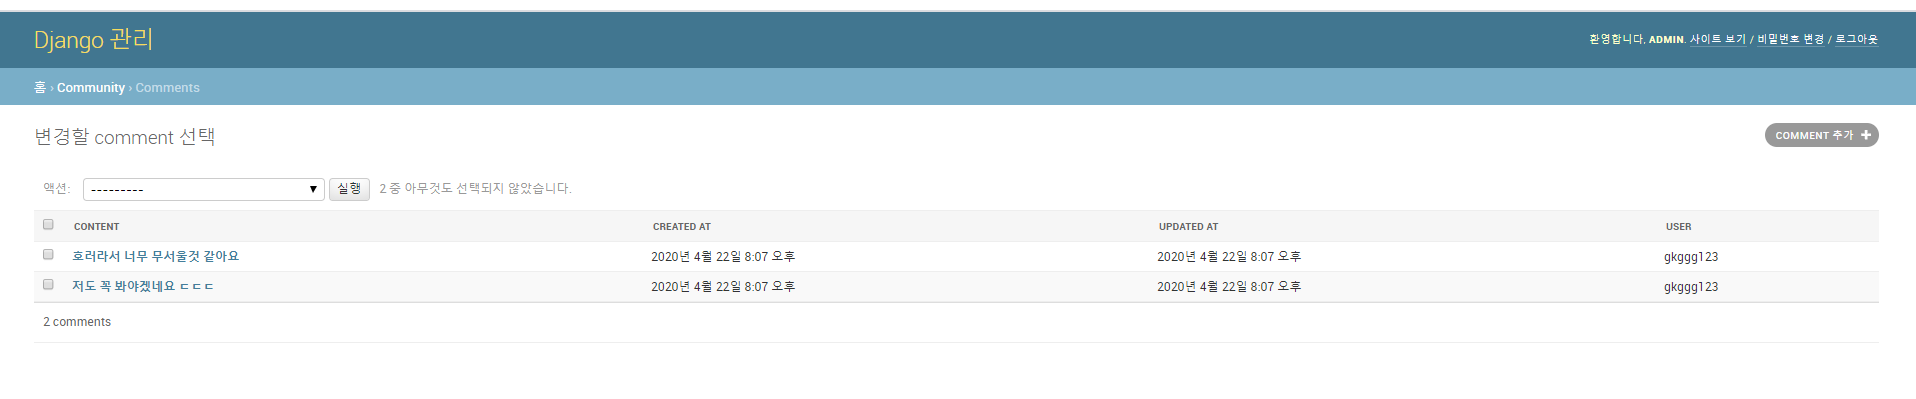 Django 관리
환영합니다, ADMIN. 사이트 보기 / 비밀번호 변경 / 로그아웃
홈 › Community › Comments
변경할 comment 선택
COMMENT 추가 +
액션: --------- 실행 2 중 아무것도 선택되지 않았습니다.
CONTENT CREATED AT UPDATED AT USER
호러라서 너무 무서울것 같아요 2020년 4월 22일 8:07 오후 2020년 4월 22일 8:07 오후 gkggg123
저도 꼭 봐야겠네요 ㄷㄷㄷ 2020년 4월 22일 8:07 오후 2020년 4월 22일 8:07 오후 gkggg123
2 comments